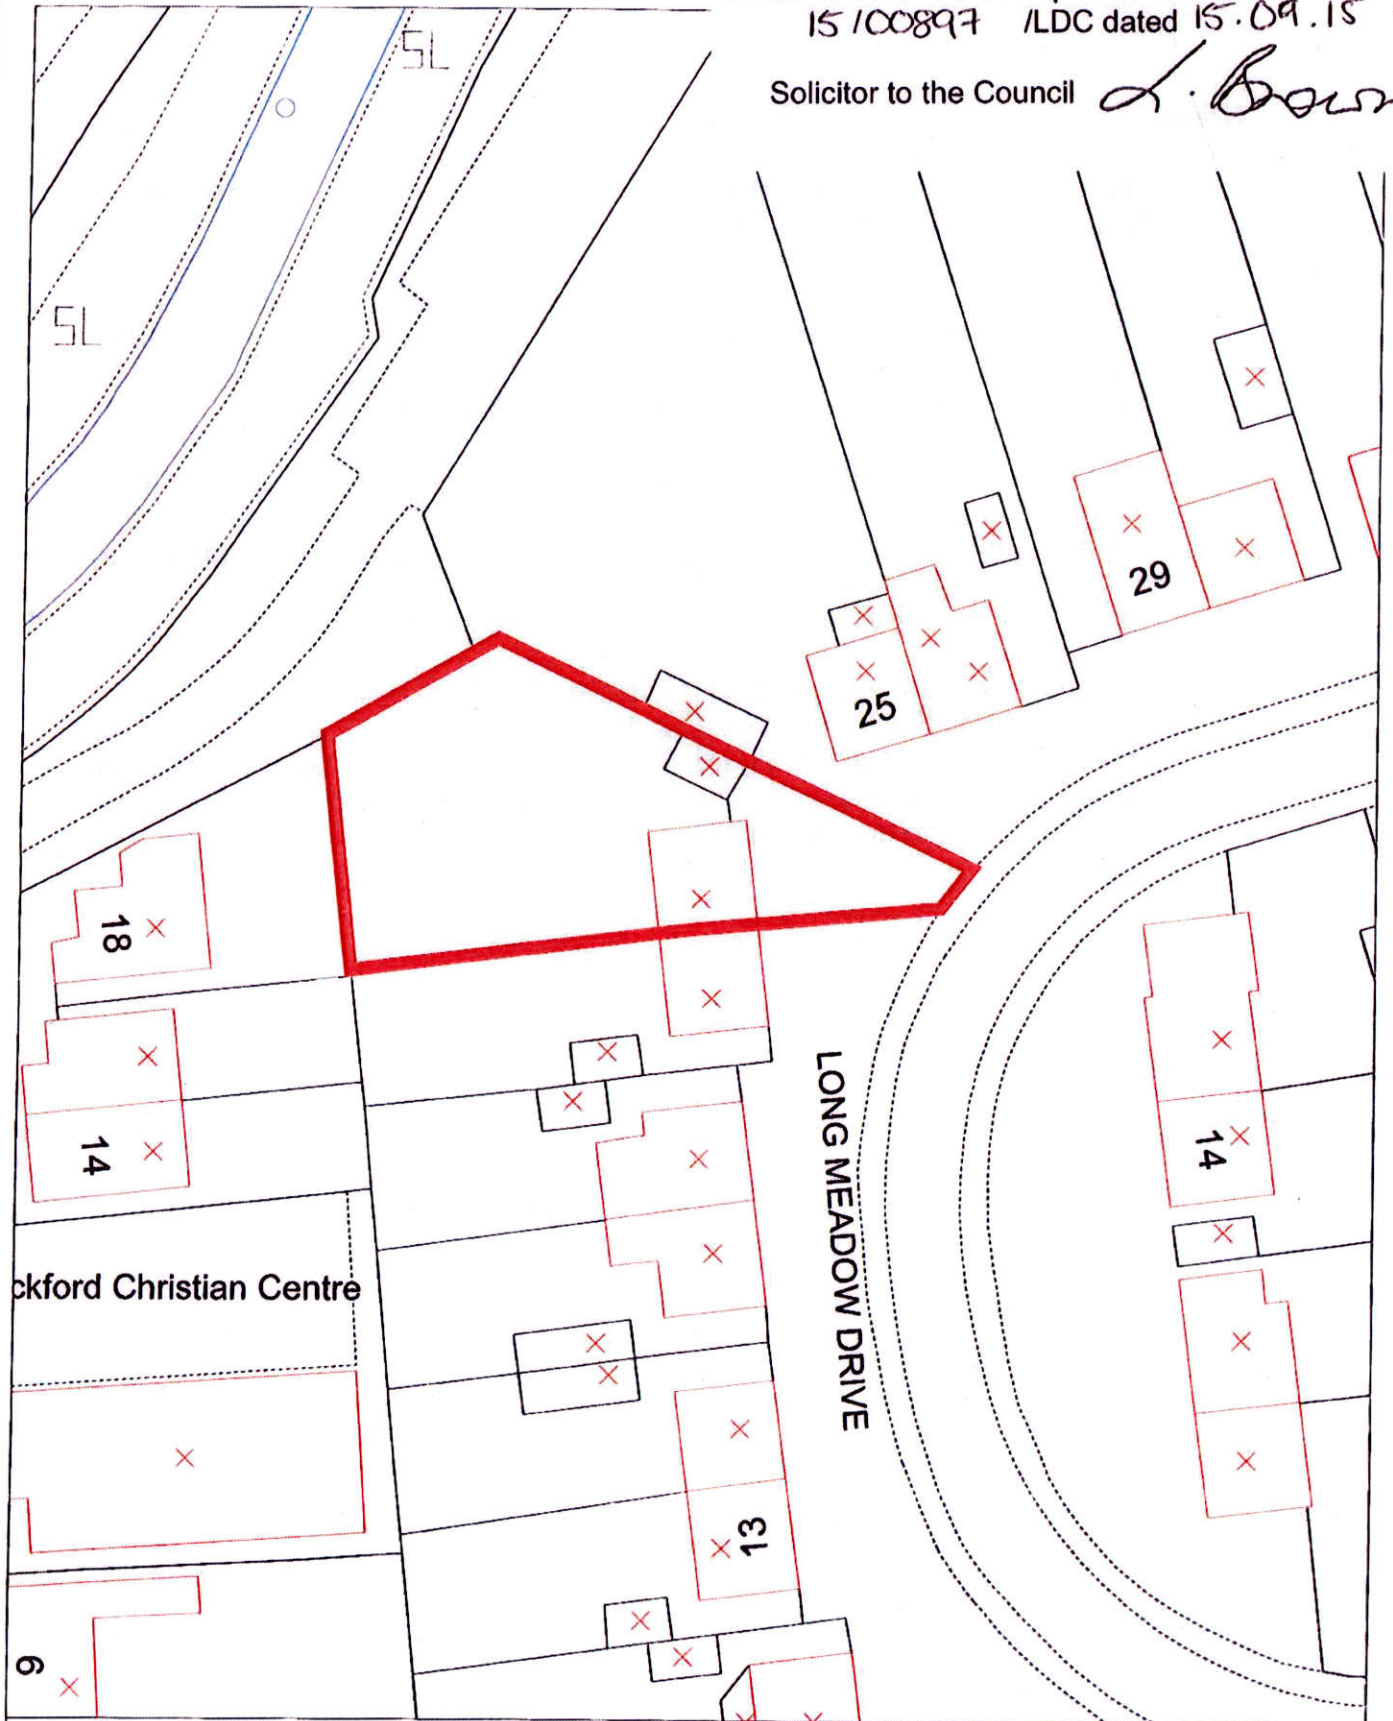 15/00897 /LDC dated 15.09.15
Solicitor to the Council L. Brown
SL
SL
29
25
18
14
14
LONG MEADOW DRIVE
ckford Christian Centre
13
9